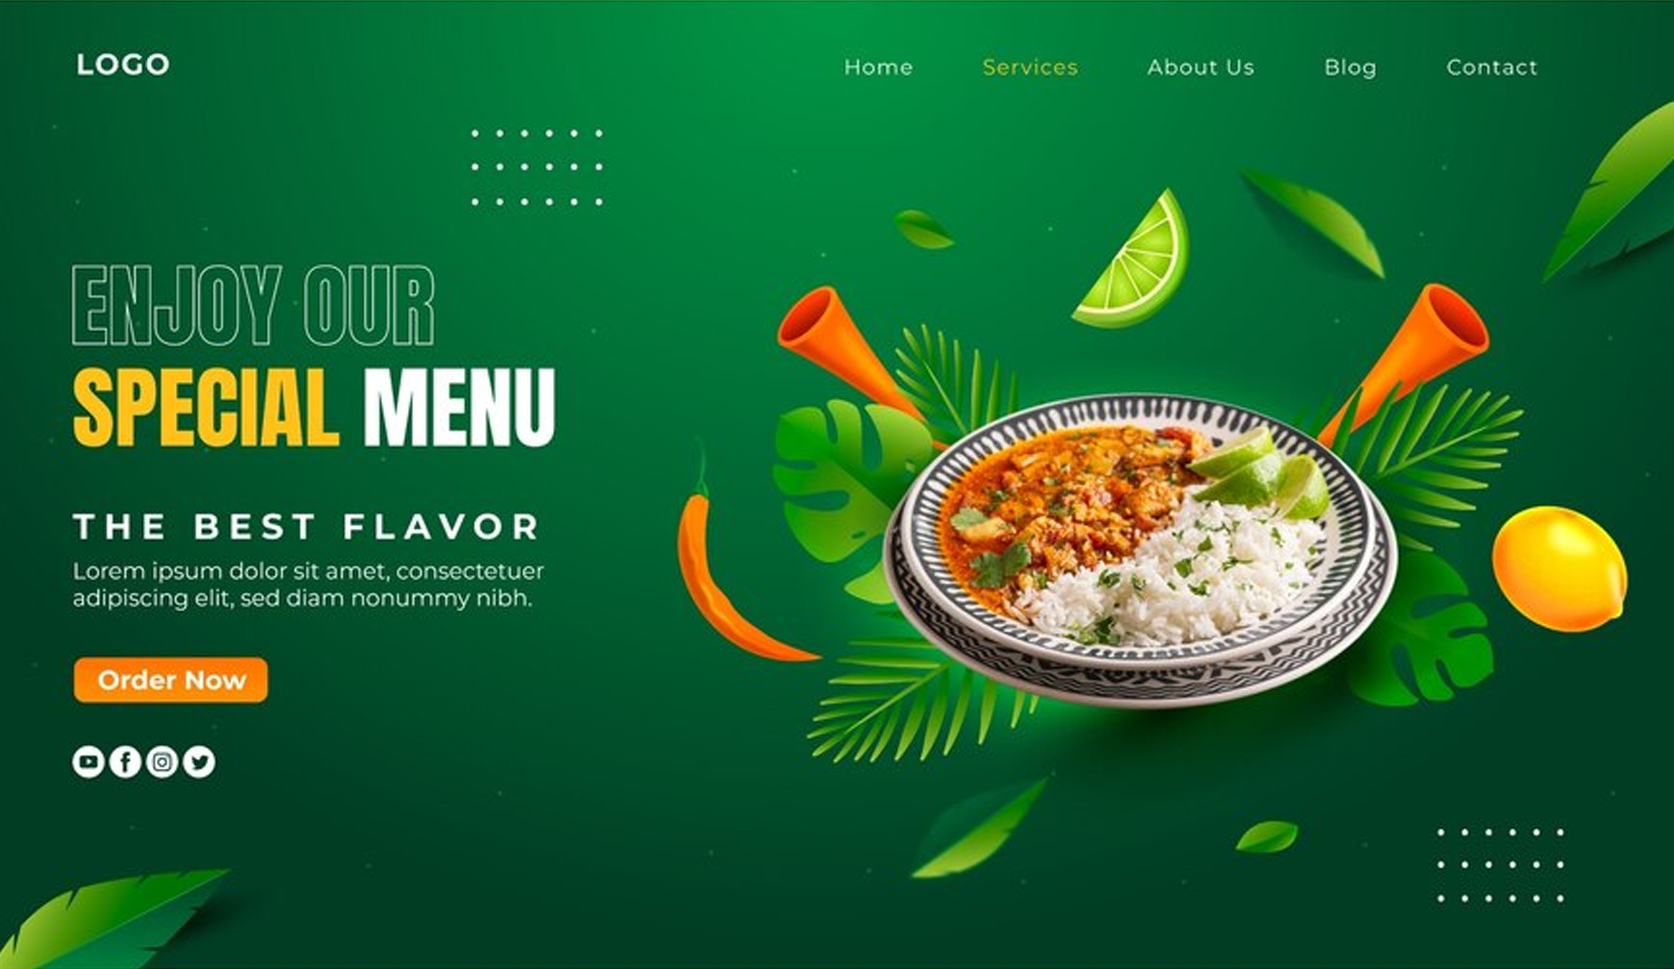 LOGO
Home Services About Us Blog Contact
ENJOY OUR
SPECIAL MENU
THE BEST FLAVOR
Lorem ipsum dolor sit amet, consectetuer
adipiscing elit, sed diam nonummy nibh.
Order Now